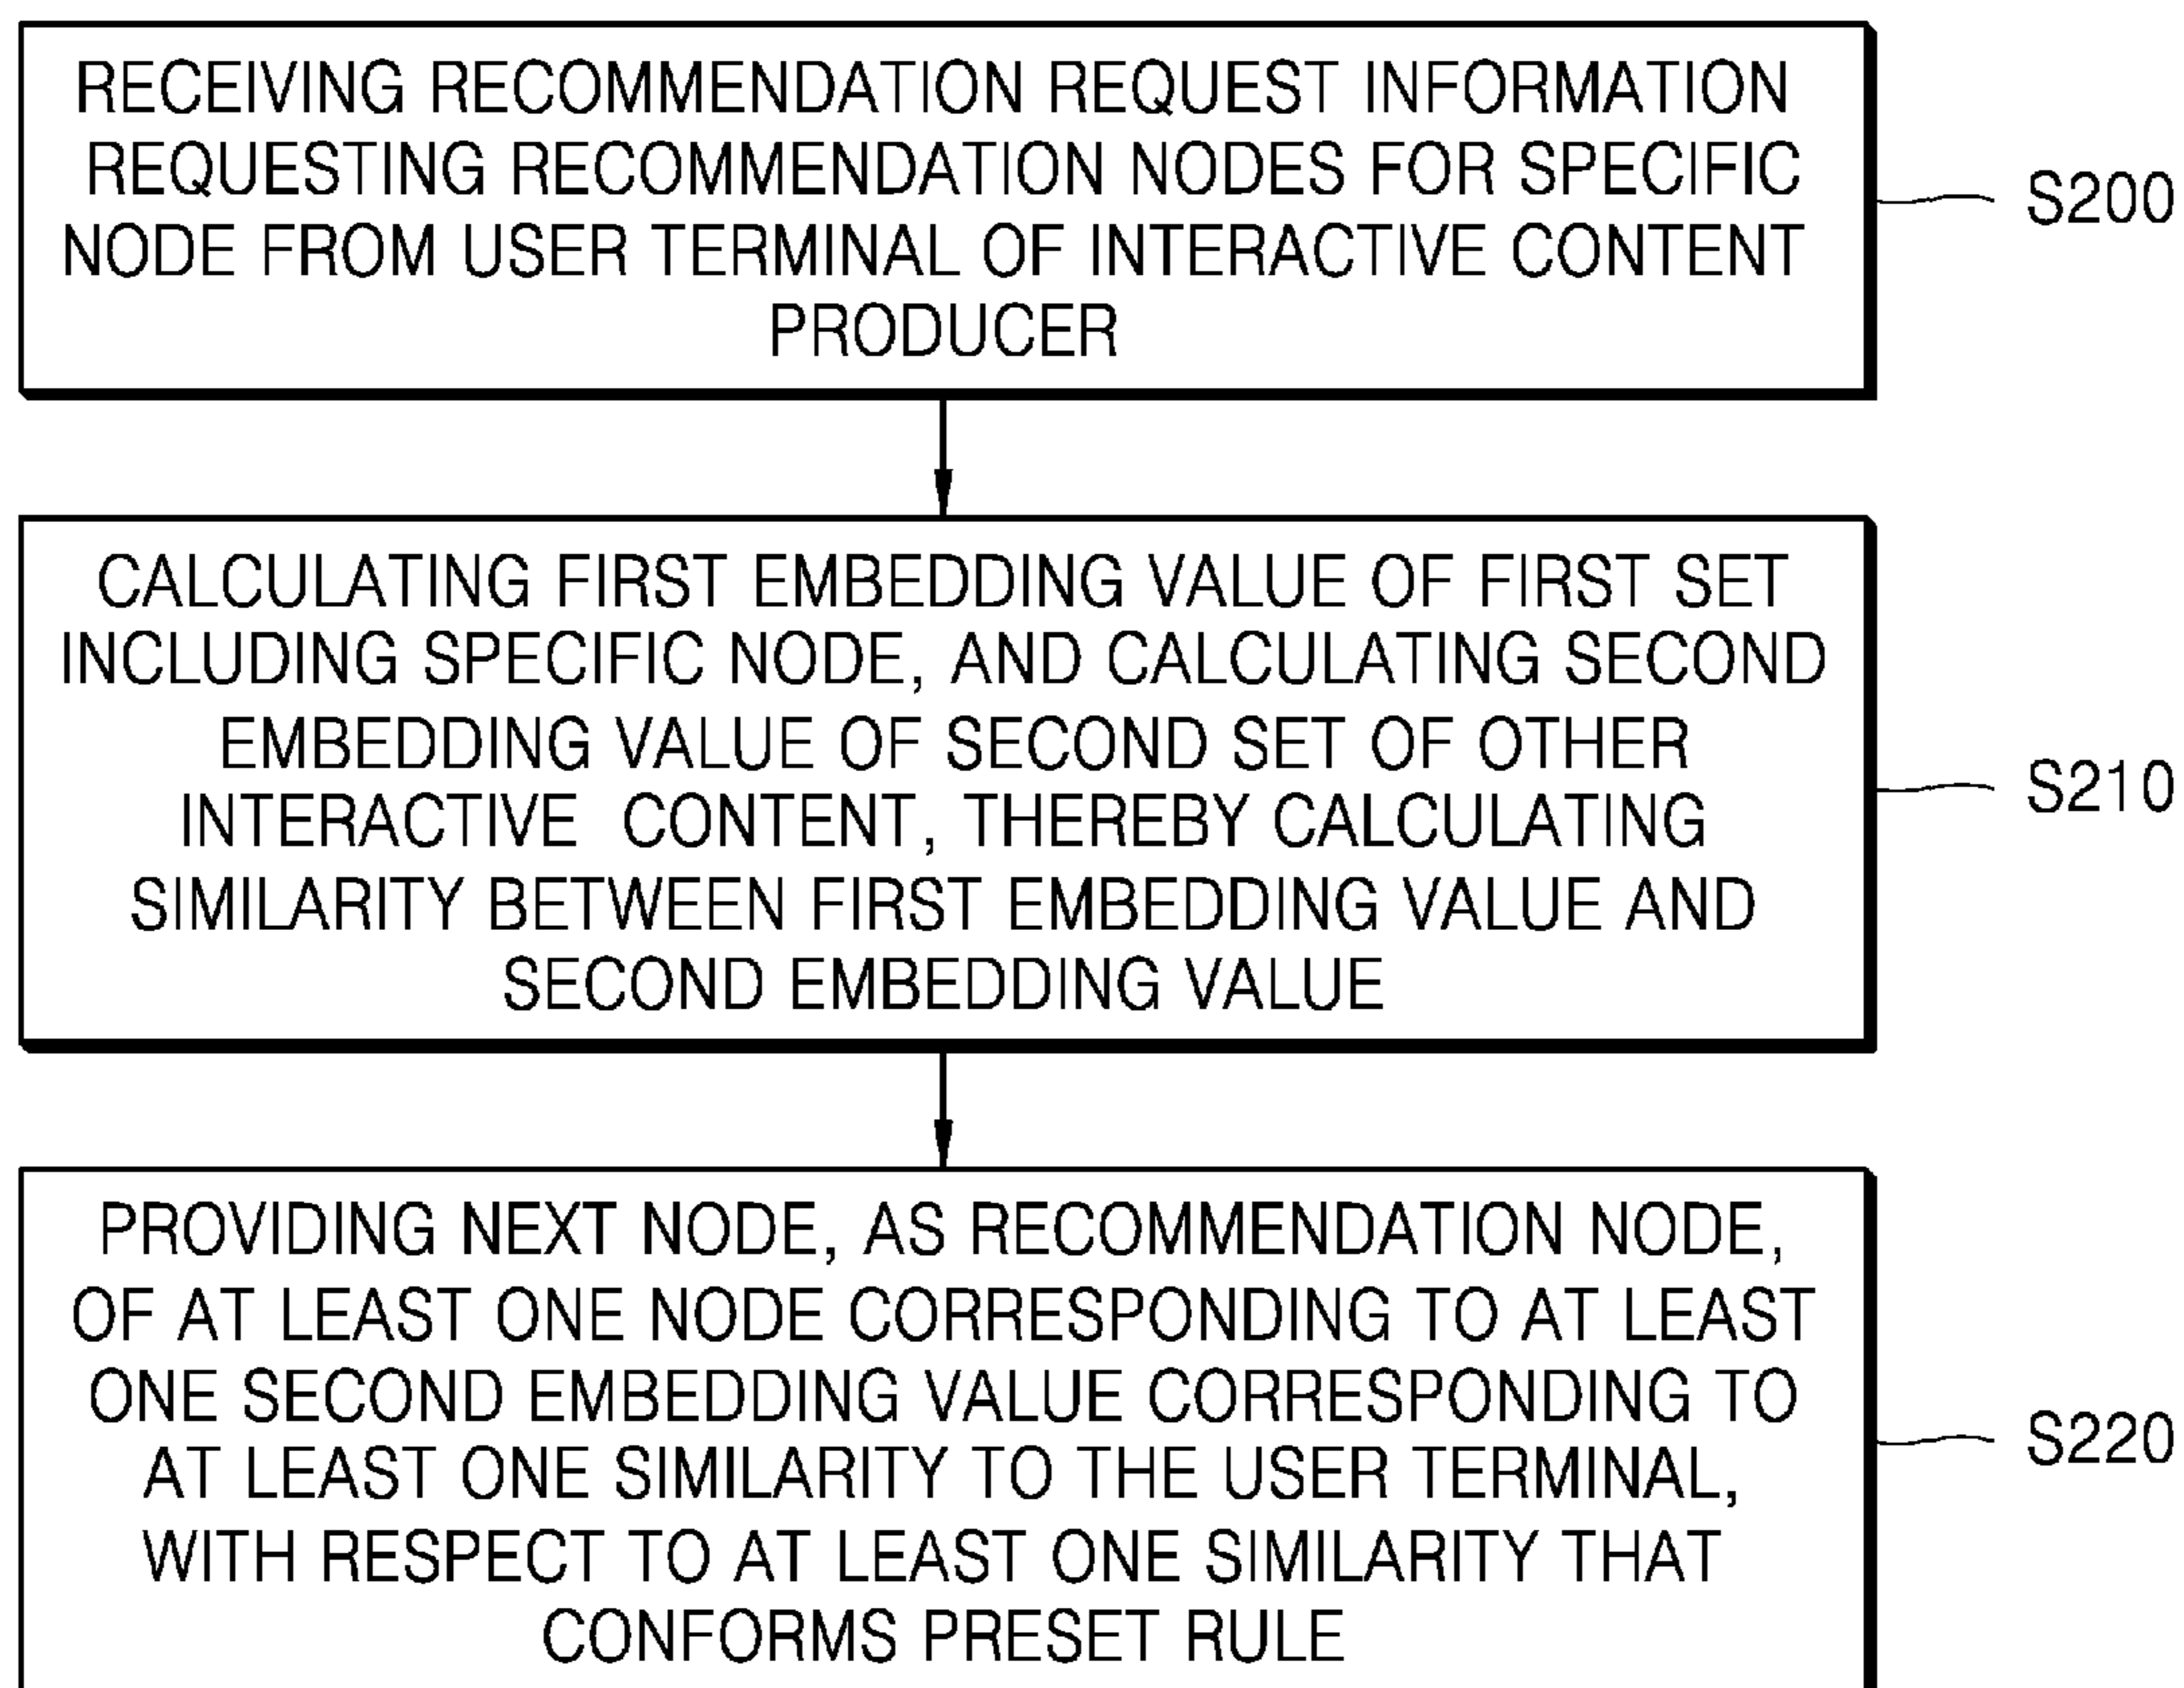 RECEIVING RECOMMENDATION REQUEST INFORMATION
REQUESTING RECOMMENDATION NODES FOR SPECIFIC
NODE FROM USER TERMINAL OF INTERACTIVE CONTENT
PRODUCER
S200
CALCULATING FIRST EMBEDDING VALUE OF FIRST SET
INCLUDING SPECIFIC NODE, AND CALCULATING SECOND
EMBEDDING VALUE OF SECOND SET OF OTHER
INTERACTIVE CONTENT, THEREBY CALCULATING
SIMILARITY BETWEEN FIRST EMBEDDING VALUE AND
SECOND EMBEDDING VALUE
S210
PROVIDING NEXT NODE, AS RECOMMENDATION NODE,
OF AT LEAST ONE NODE CORRESPONDING TO AT LEAST
ONE SECOND EMBEDDING VALUE CORRESPONDING TO
AT LEAST ONE SIMILARITY TO THE USER TERMINAL,
WITH RESPECT TO AT LEAST ONE SIMILARITY THAT
CONFORMS PRESET RULE
S220